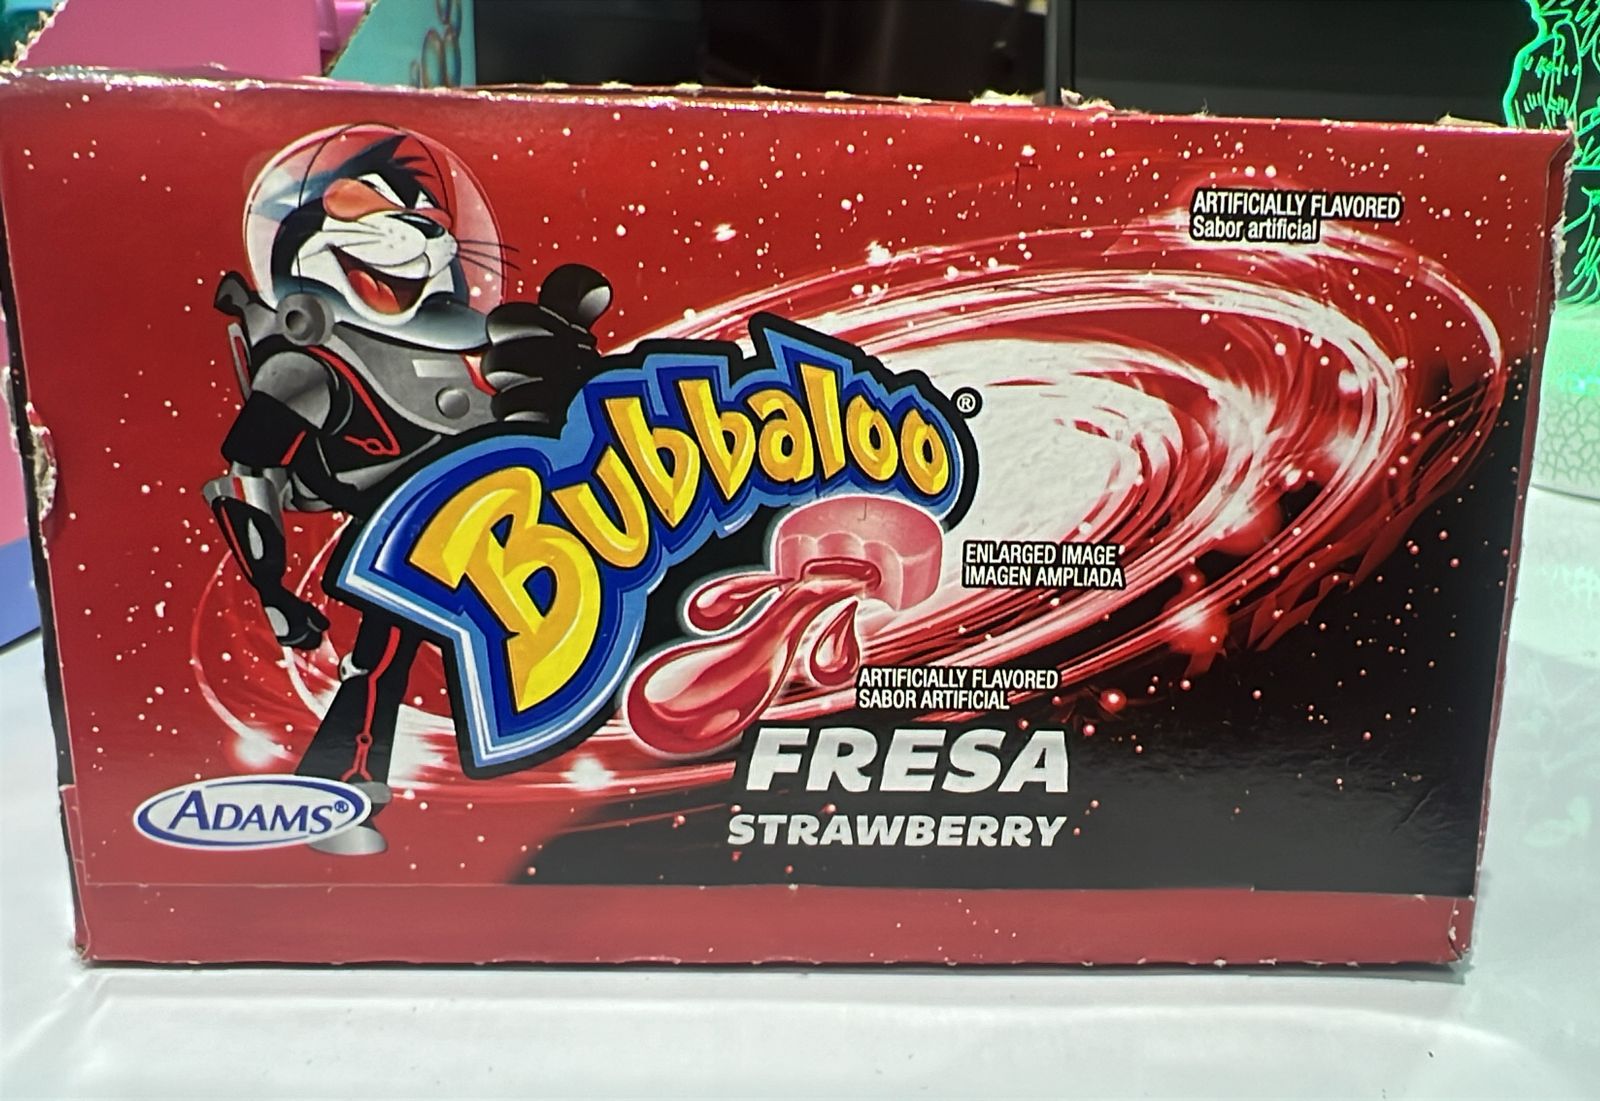 ARTIFICIALLY FLAVORED
Sabor artificial
Bubbaloo®
ENLARGED IMAGE
IMAGEN AMPLIADA
ARTIFICIALLY FLAVORED
SABOR ARTIFICIAL
FRESA
STRAWBERRY
ADAMS®